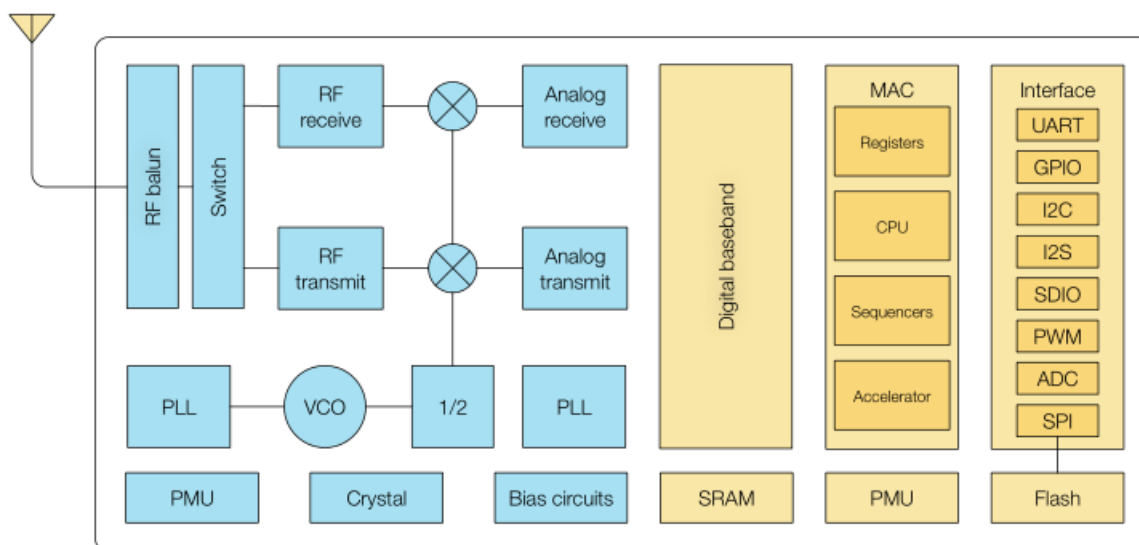 RF balun
Switch
RF
receive
Analog
receive
RF
transmit
Analog
transmit
PLL
VCO
1/2
PLL
PMU
Crystal
Bias circuits
Digital baseband
SRAM
MAC
Registers
CPU
Sequencers
Accelerator
PMU
Interface
UART
GPIO
I2C
I2S
SDIO
PWM
ADC
SPI
Flash